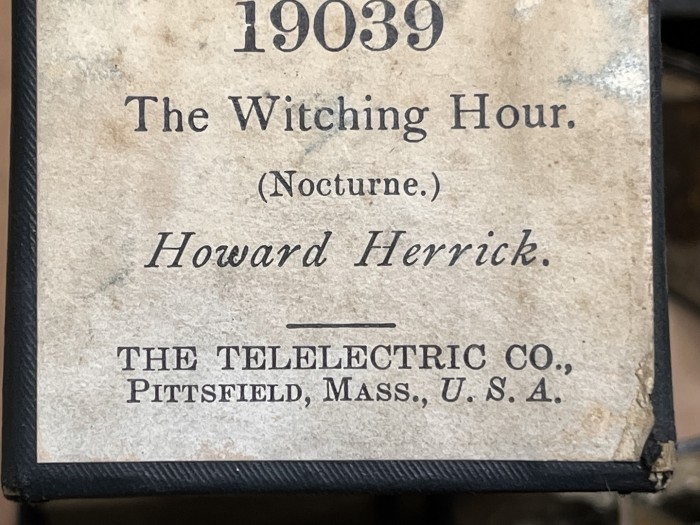 19039
The Witching Hour.
(Nocturne.)
Howard Herrick.
THE TELELECTRIC CO.,
PITTSFIELD, MASS., U. S. A.